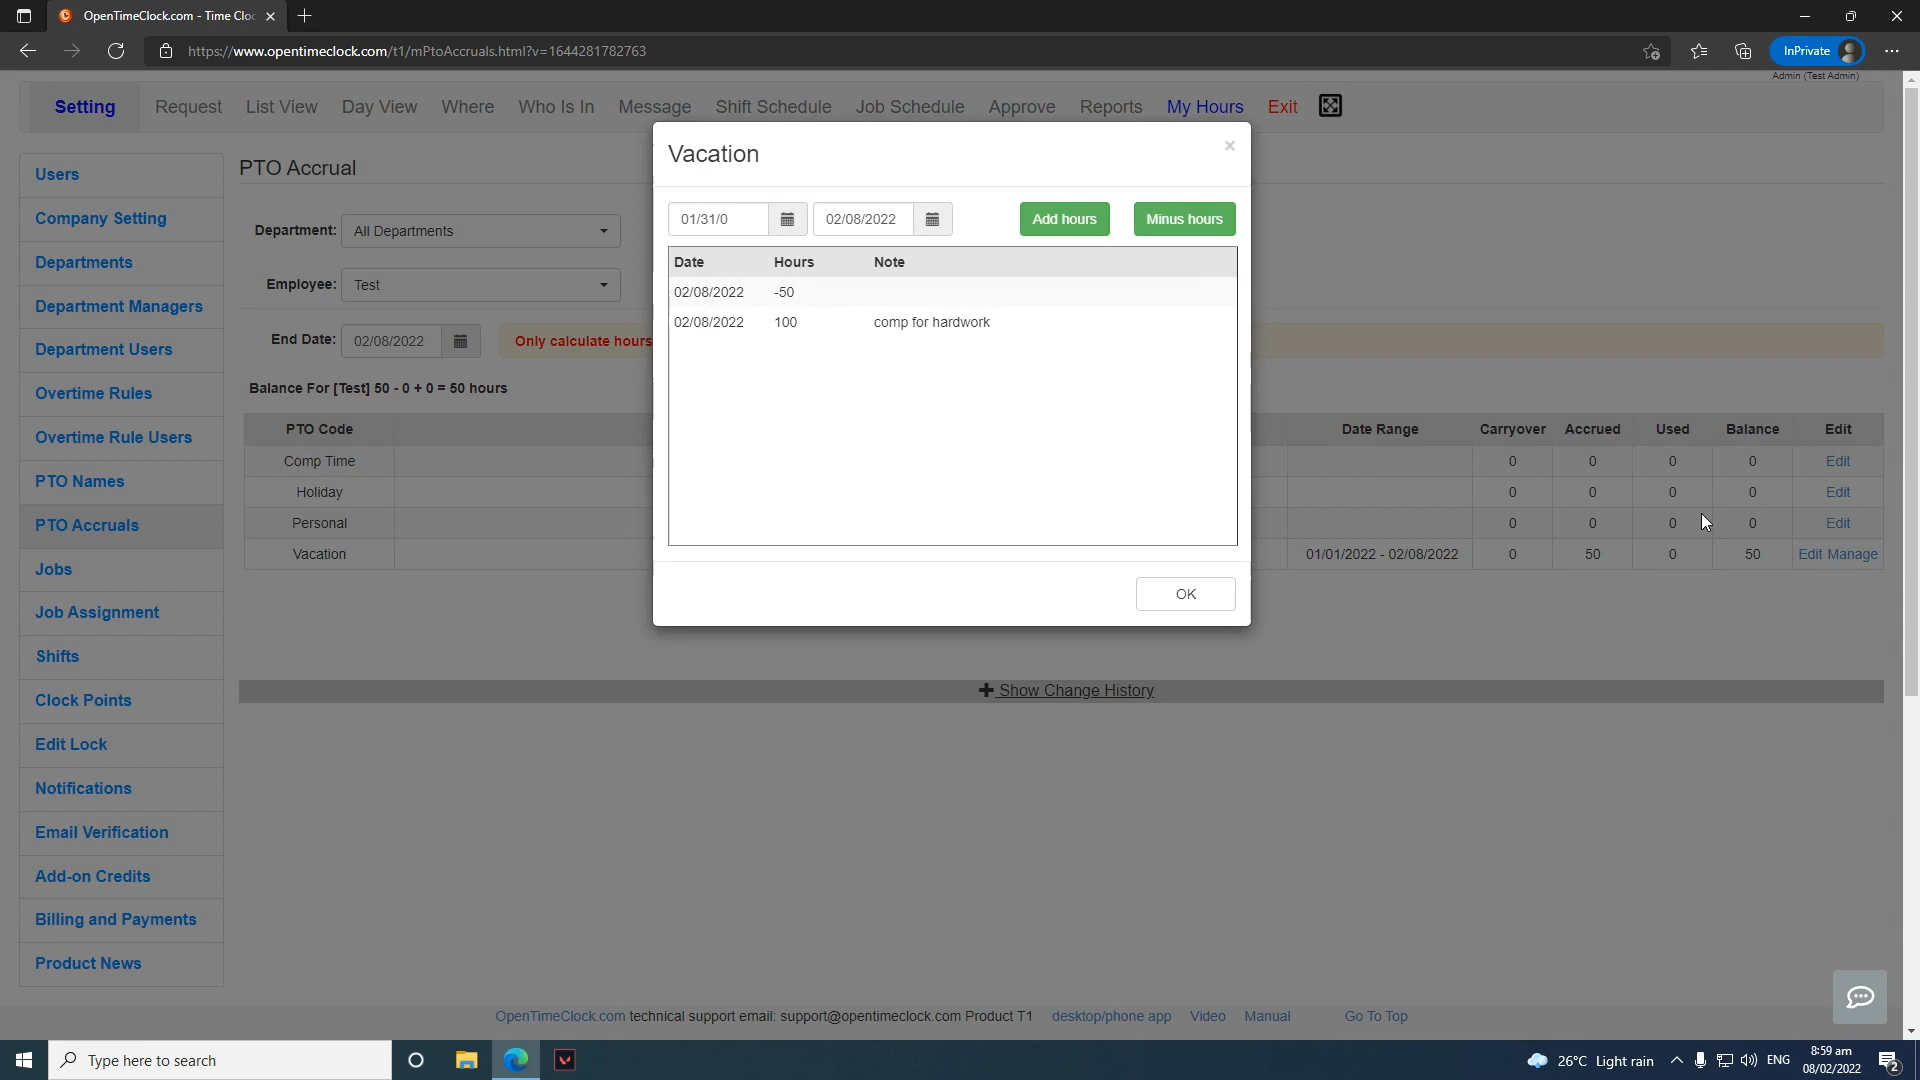 OpenTimeClock.com - Time Cloc
https://www.opentimeclock.com/t1/mPtoAccruals.html?v=1644281782763
InPrivate
Admin (Test Admin)
Setting Request List View Day View Where Who Is In Message Shift Schedule Job Schedule Approve Reports My Hours Exit
Users
Company Setting
Departments
Department Managers
Department Users
Overtime Rules
Overtime Rule Users
PTO Names
PTO Accruals
Jobs
Job Assignment
Shifts
Clock Points
Edit Lock
Notifications
Email Verification
Add-on Credits
Billing and Payments
Product News
PTO Accrual
Department: All Departments
Employee: Test
End Date: 02/08/2022 Only calculate hours
Balance For [Test] 50 - 0 + 0 = 50 hours
PTO Code Date Range Carryover Accrued Used Balance Edit
Comp Time 0 0 0 0 Edit
Holiday 0 0 0 0 Edit
Personal 0 0 0 0 Edit
Vacation 01/01/2022 - 02/08/2022 0 50 0 50 Edit Manage
Show Change History
Vacation ×
01/31/0 02/08/2022 Add hours Minus hours
Date Hours Note
02/08/2022 -50
02/08/2022 100 comp for hardwork
OK
OpenTimeClock.com technical support email: support@opentimeclock.com Product T1 desktop/phone app Video Manual Go To Top
Type here to search
26°C Light rain
ENG
8:59 am
08/02/2022
2